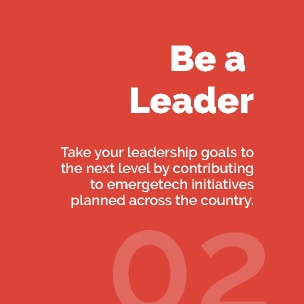 Be a
Leader
Take your leadership goals to
the next level by contributing
to emergetech initiatives
planned across the country.
02